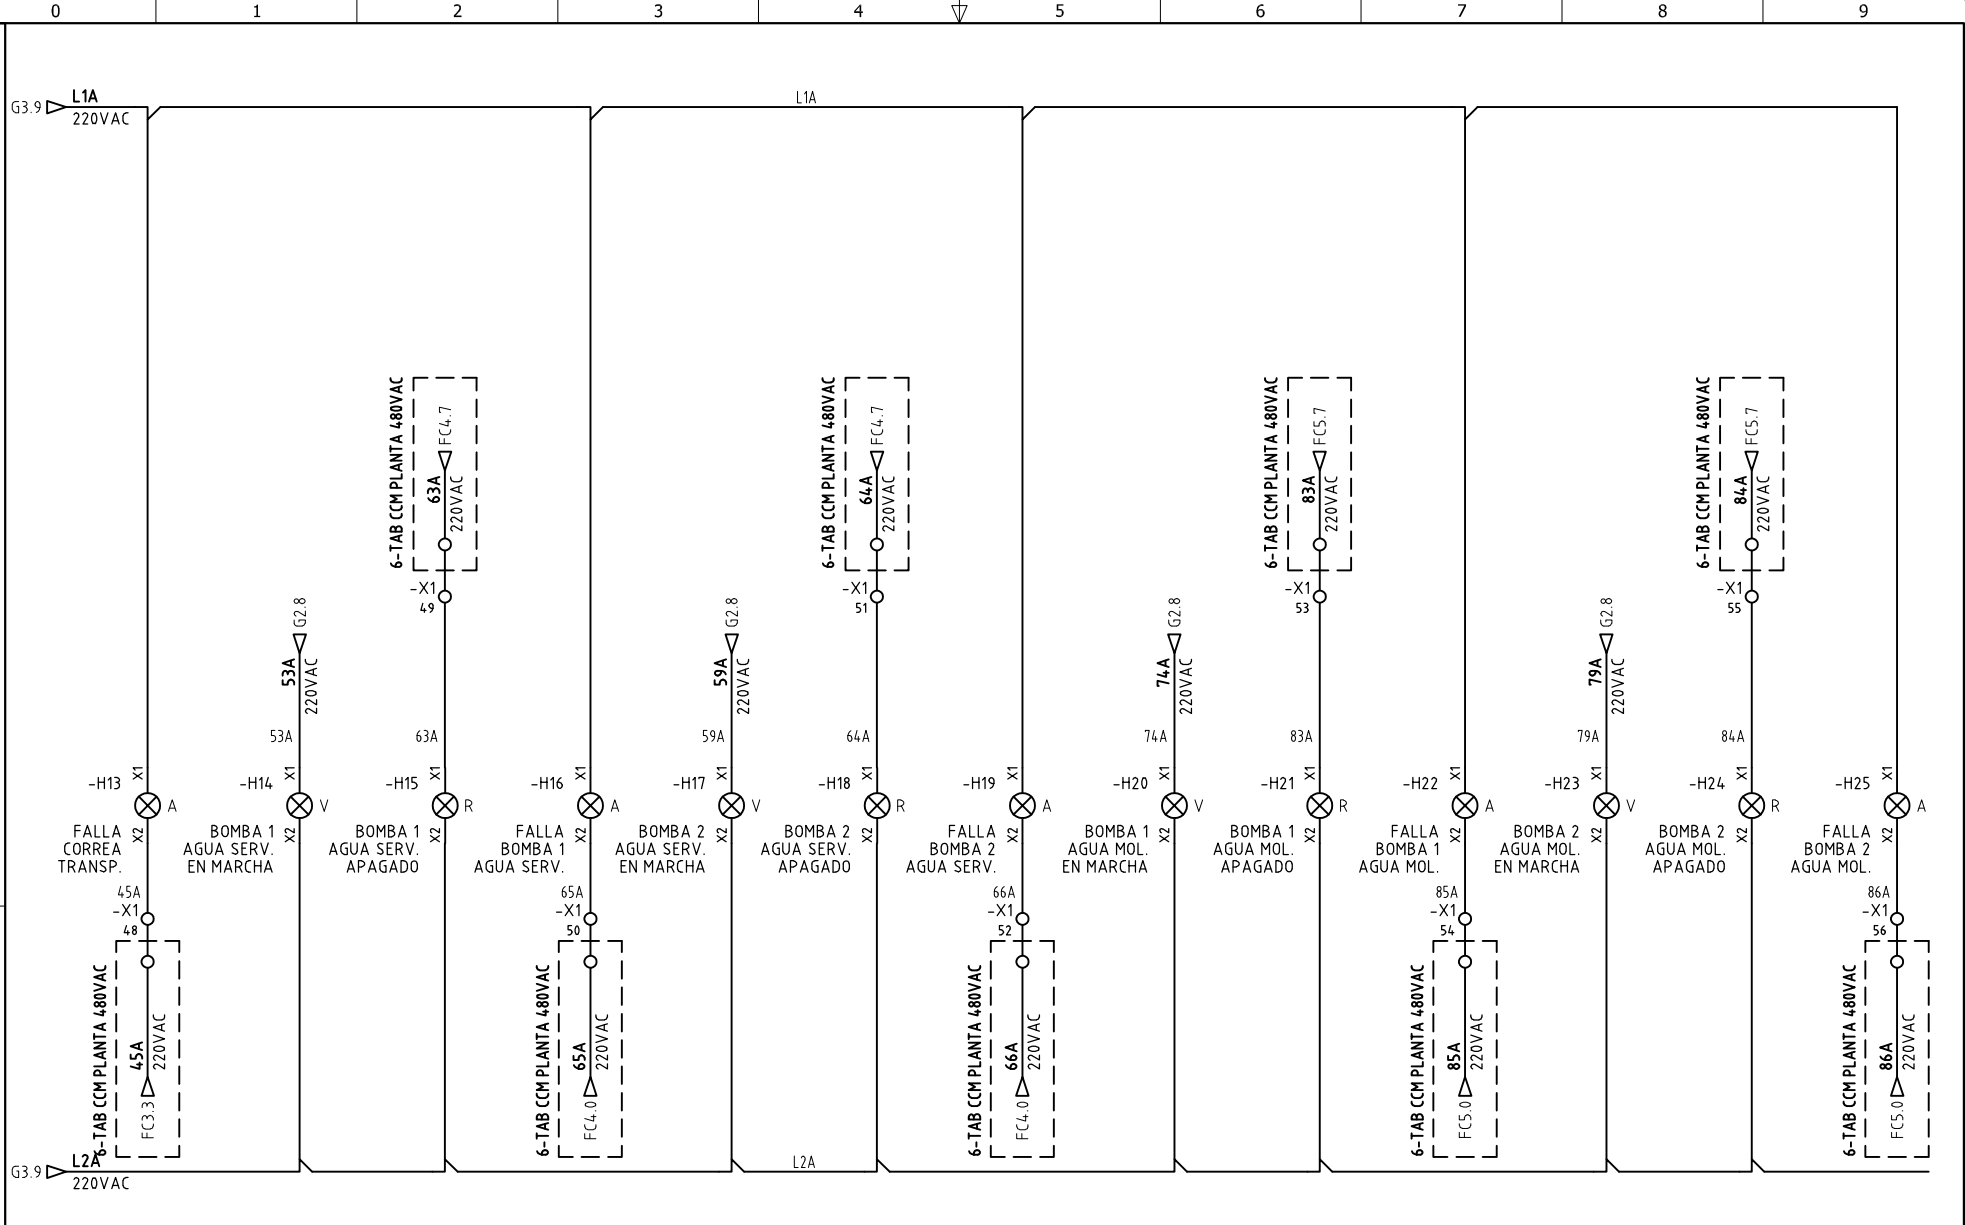 0 1 2 3 4 5 6 7 8 9
G3.9 L1A L1A
220VAC
6-TAB CCM PLANTA 480VAC
FC4.7
63A
220VAC
-X1
49
6-TAB CCM PLANTA 480VAC
FC4.7
64A
220VAC
-X1
51
6-TAB CCM PLANTA 480VAC
FC5.7
83A
220VAC
-X1
53
6-TAB CCM PLANTA 480VAC
FC5.7
84A
220VAC
-X1
55
G2.8
53A
220VAC
G2.8
59A
220VAC
G2.8
74A
220VAC
G2.8
79A
220VAC
53A 63A 59A 64A 74A 83A 79A 84A
-H13 X1
A
X2
FALLA
CORREA
TRANSP.
-H14 X1
V
X2
BOMBA 1
AGUA SERV.
EN MARCHA
-H15 X1
R
X2
BOMBA 1
AGUA SERV.
APAGADO
-H16 X1
A
X2
FALLA
BOMBA 1
AGUA SERV.
-H17 X1
V
X2
BOMBA 2
AGUA SERV.
EN MARCHA
-H18 X1
R
X2
BOMBA 2
AGUA SERV.
APAGADO
-H19 X1
A
X2
FALLA
BOMBA 2
AGUA SERV.
-H20 X1
V
X2
BOMBA 1
AGUA MOL.
EN MARCHA
-H21 X1
R
X2
BOMBA 1
AGUA MOL.
APAGADO
-H22 X1
A
X2
FALLA
BOMBA 1
AGUA MOL.
-H23 X1
V
X2
BOMBA 2
AGUA MOL.
EN MARCHA
-H24 X1
R
X2
BOMBA 2
AGUA MOL.
APAGADO
-H25 X1
A
X2
FALLA
BOMBA 2
AGUA MOL.
45A
-X1
48
6-TAB CCM PLANTA 480VAC
45A
220VAC
FC3.3
65A
-X1
50
6-TAB CCM PLANTA 480VAC
65A
220VAC
FC4.0
66A
-X1
52
6-TAB CCM PLANTA 480VAC
66A
220VAC
FC4.0
85A
-X1
54
6-TAB CCM PLANTA 480VAC
85A
220VAC
FC5.0
86A
-X1
56
6-TAB CCM PLANTA 480VAC
86A
220VAC
FC5.0
G3.9 L2A L2A
220VAC